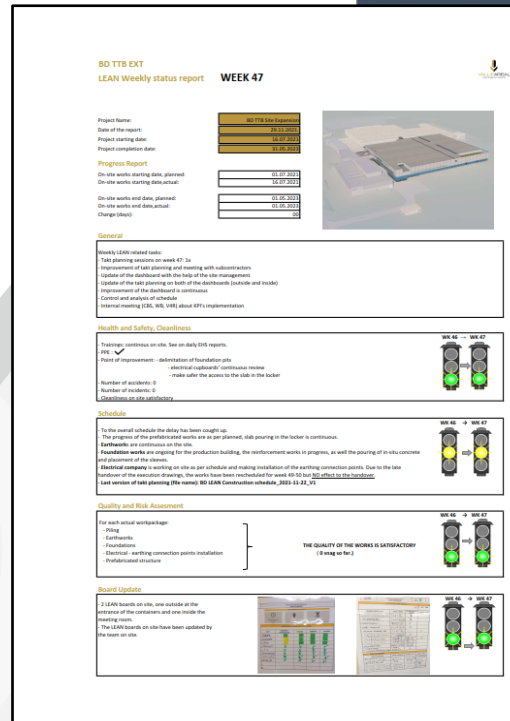 BD TTB EXT
LEAN Weekly status report WEEK 47
Project Name: BD TTB Site Expansion
Date of the report: 29.11.2021
Project starting date: 16.07.2021
Project completion date: 31.05.2023
Progress Report
On-site works starting date, planned: 01.07.2021
On-site works starting date,actual: 16.07.2021
On-site works end date, planned: 01.05.2023
On-site works end date,actual: 01.05.2023
Change (days): 00
General
Weekly LEAN related tasks:
- Takt planning sessions on week 47: 1x
- Improvement of takt planning and meeting with subcontractors
- Update of the dashboard with the help of the site management
- Update of the takt planning on both of the dashboards (outside and inside)
- Improvement of the dashboard is continuous
- Control and analysis of schedule
- Internal meeting (CBS, WB, VR) about KPI's implementation
Health and Safety, Cleanliness
WK 46 → WK 47
- Trainings: continous on site. See on daily EHS reports.
- PPE : ✓
- Point of improvement: - delimitation of foundation pits
- electrical cupboards' continuous review
- make safer the access to the slab in the locker
- Number of accidents: 0
- Number of incidents: 0
- Cleanliness on site satisfactory
Schedule
WK 46 → WK 47
- To the overall schedule the delay has been cought up.
- The progress of the prefabricated works are as per planned, slab pouring in the locker is continuous.
- Earthworks are continuous on the site.
- Foundation works are ongoing for the production building, the reinforcement works in progress, as well the pouring of in-situ concrete
and placement of the sleeves.
- Electrical company is working on site as per schedule and making installation of the earthing connection points. Due to the late
handover of the execution drawings, the works have been rescheduled for week 49-50 but NO effect to the handover.
- Last version of takt planning (file name): BD LEAN Construction schedule_2021-11-22_V1
Quality and Risk Assesment
WK 46 → WK 47
For each actual workpackage:
- Piling
- Earthworks
- Foundations
- Electrical - earthing connection points installation
- Prefabricated structure
THE QUALITY OF THE WORKS IS SATISFACTORY
( 0 snag so far.)
Board Update
WK 46 → WK 47
- 2 LEAN boards on site, one outside at the
entrance of the containers and one inside the
meeting room.
- The LEAN boards on site have been updated by
the team on site.